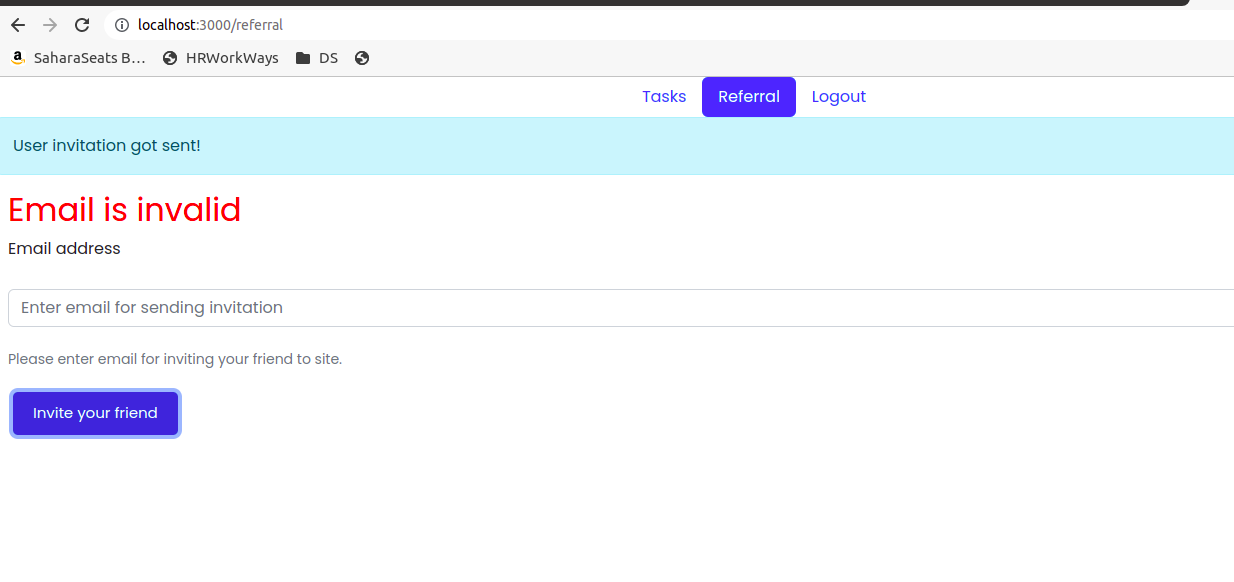 localhost:3000/referral
SaharaSeats B... HRWorkWays DS
Tasks Referral Logout
User invitation got sent!
Email is invalid
Email address
Enter email for sending invitation
Please enter email for inviting your friend to site.
Invite your friend